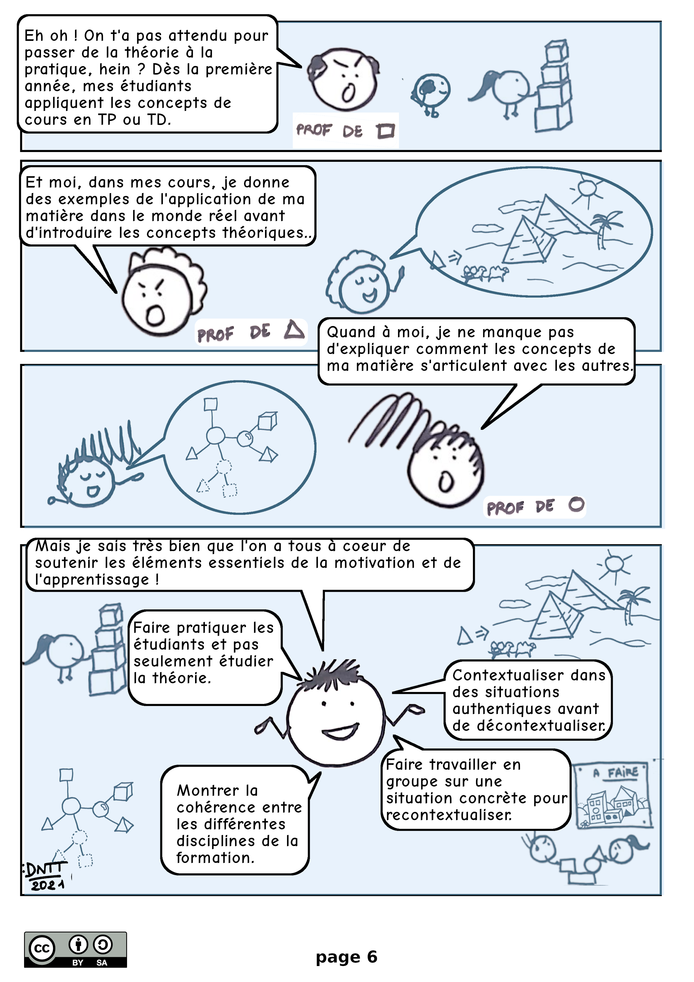 Eh oh ! On t'a pas attendu pour
passer de la théorie à la
pratique, hein ? Dès la première
année, mes étudiants
appliquent les concepts de
cours en TP ou TD.
PROF DE □
Et moi, dans mes cours, je donne
des exemples de l'application de ma
matière dans le monde réel avant
d'introduire les concepts théoriques..
PROF DE △
Quand à moi, je ne manque pas
d'expliquer comment les concepts de
ma matière s'articulent avec les autres.
PROF DE ○
Mais je sais très bien que l'on a tous à coeur de
soutenir les éléments essentiels de la motivation et de
l'apprentissage !
Faire pratiquer les
étudiants et pas
seulement étudier
la théorie.
Contextualiser dans
des situations
authentiques avant
de décontextualiser.
Faire travailler en
groupe sur une
situation concrète pour
recontextualiser.
A FAIRE
Montrer la
cohérence entre
les différentes
disciplines de la
formation.
:DNTT
2021
CC BY SA
page 6